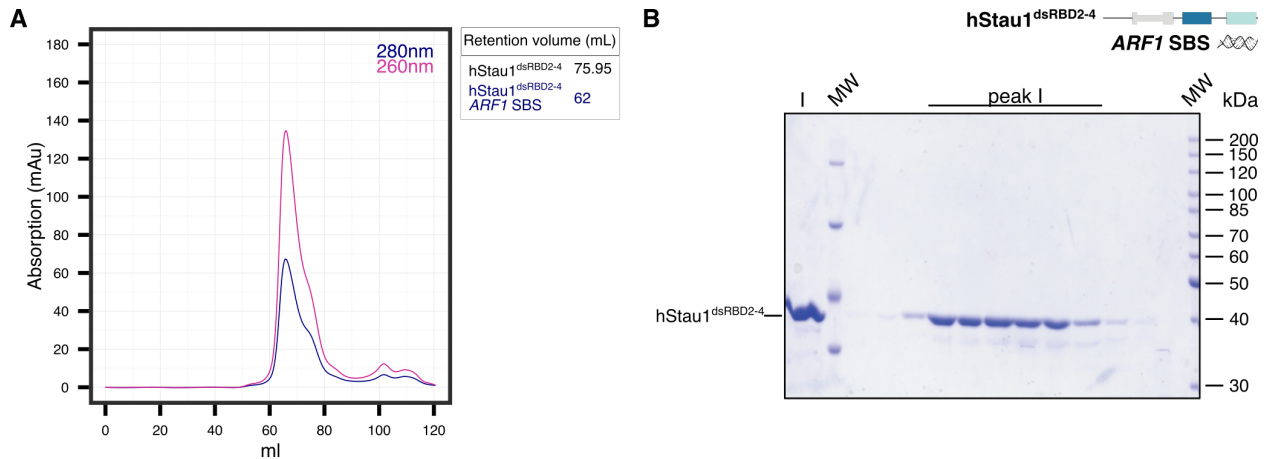 A
Absorption (mAu)
180
160
140
120
100
80
60
40
20
0
0 20 40 60 80 100 120
ml
280nm
260nm
Retention volume (mL)
hStau1dsRBD2-4 75.95
hStau1dsRBD2-4
ARF1 SBS 62
B
hStau1dsRBD2-4
ARF1 SBS
I MW peak I MW kDa
200
150
120
100
85
70
60
50
40
30
hStau1dsRBD2-4